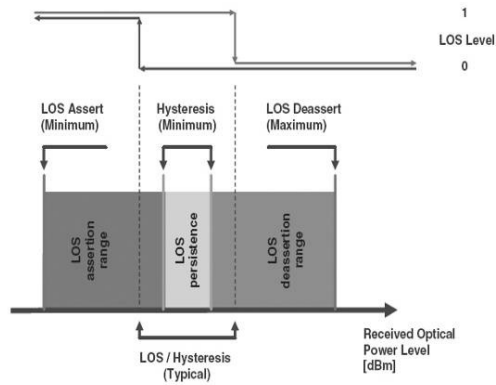 1
LOS Level
0
LOS Assert
(Minimum)
Hysteresis
(Minimum)
LOS Deassert
(Maximum)
LOS
assertion
range
LOS
persistence
LOS
deassertion
range
LOS / Hysteresis
(Typical)
Received Optical
Power Level
[dBm]